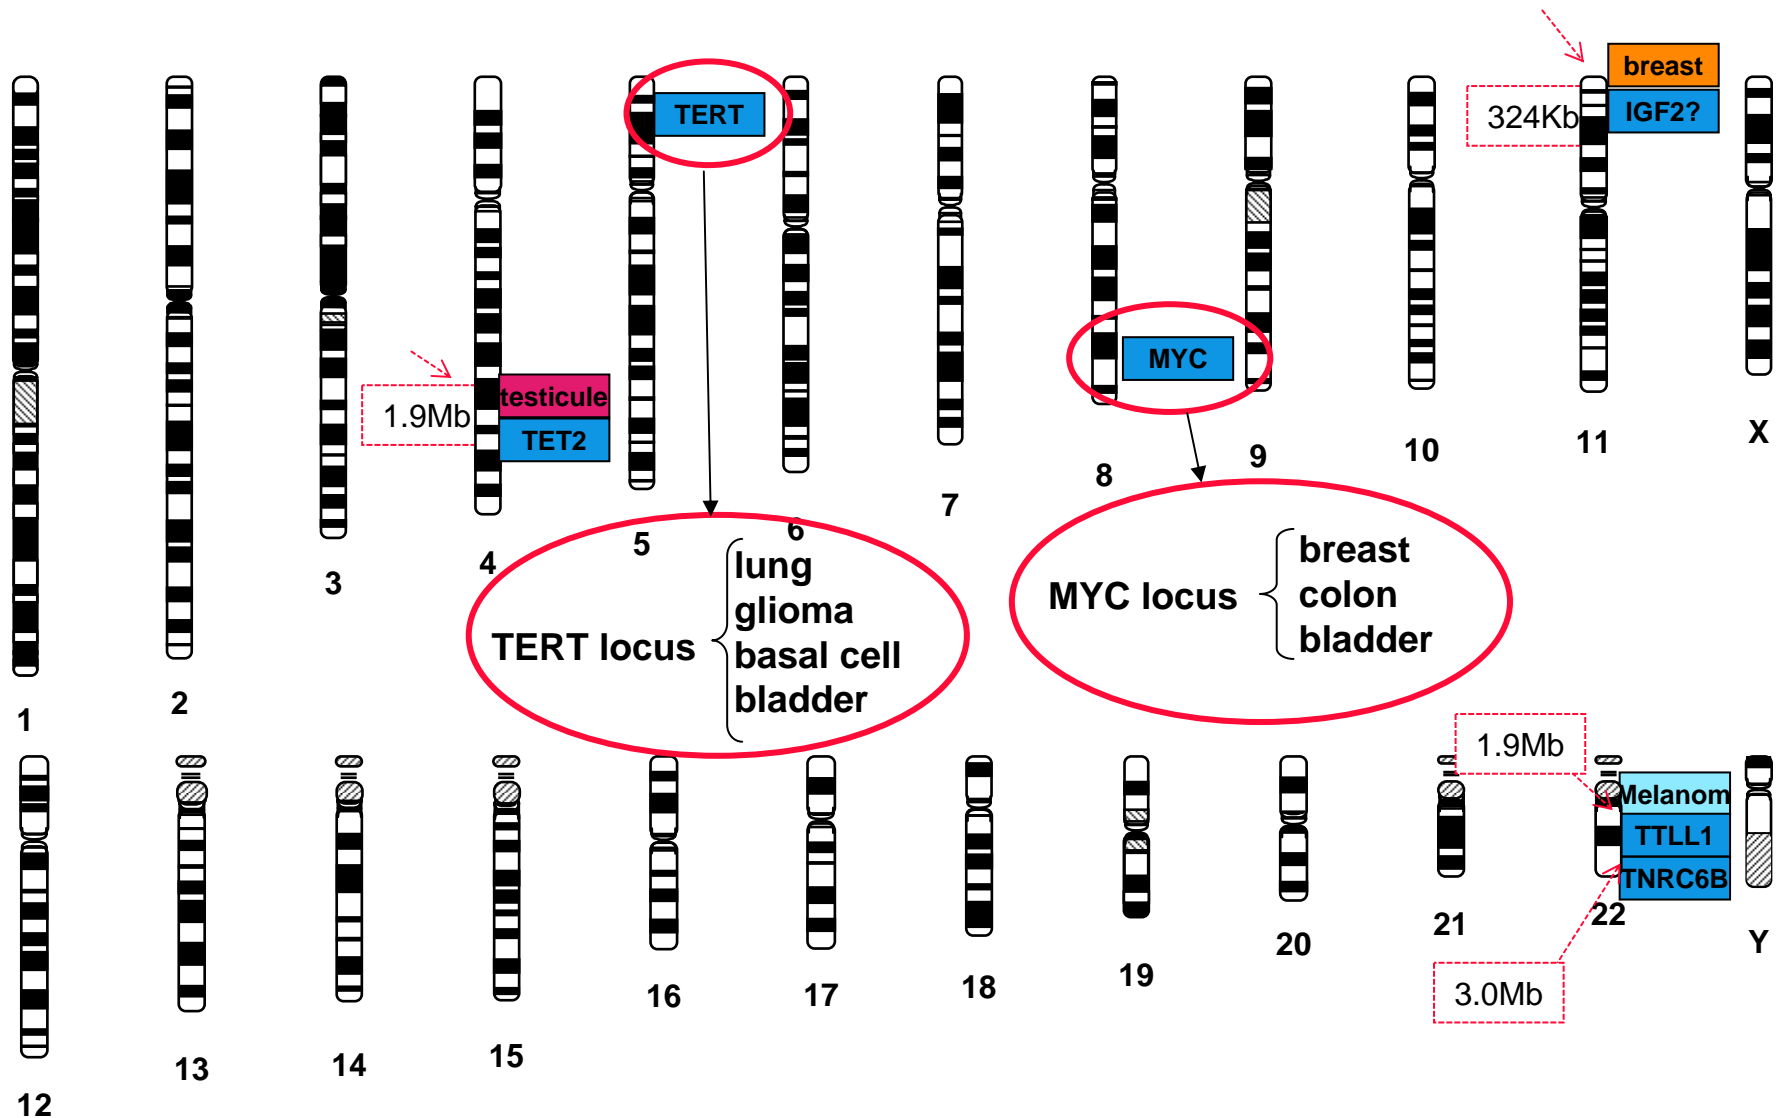 breast
TERT
324Kb
IGF2?
MYC
testicule
1.9Mb
TET2
X
10
11
9
8
7
6
5
4
3
lung
glioma
TERT locus
basal cell
bladder
breast
MYC locus
colon
bladder
2
1
1.9Mb
Melanom
TTLL1
TNRC6B
22
21
Y
20
19
18
17
16
3.0Mb
15
14
13
12